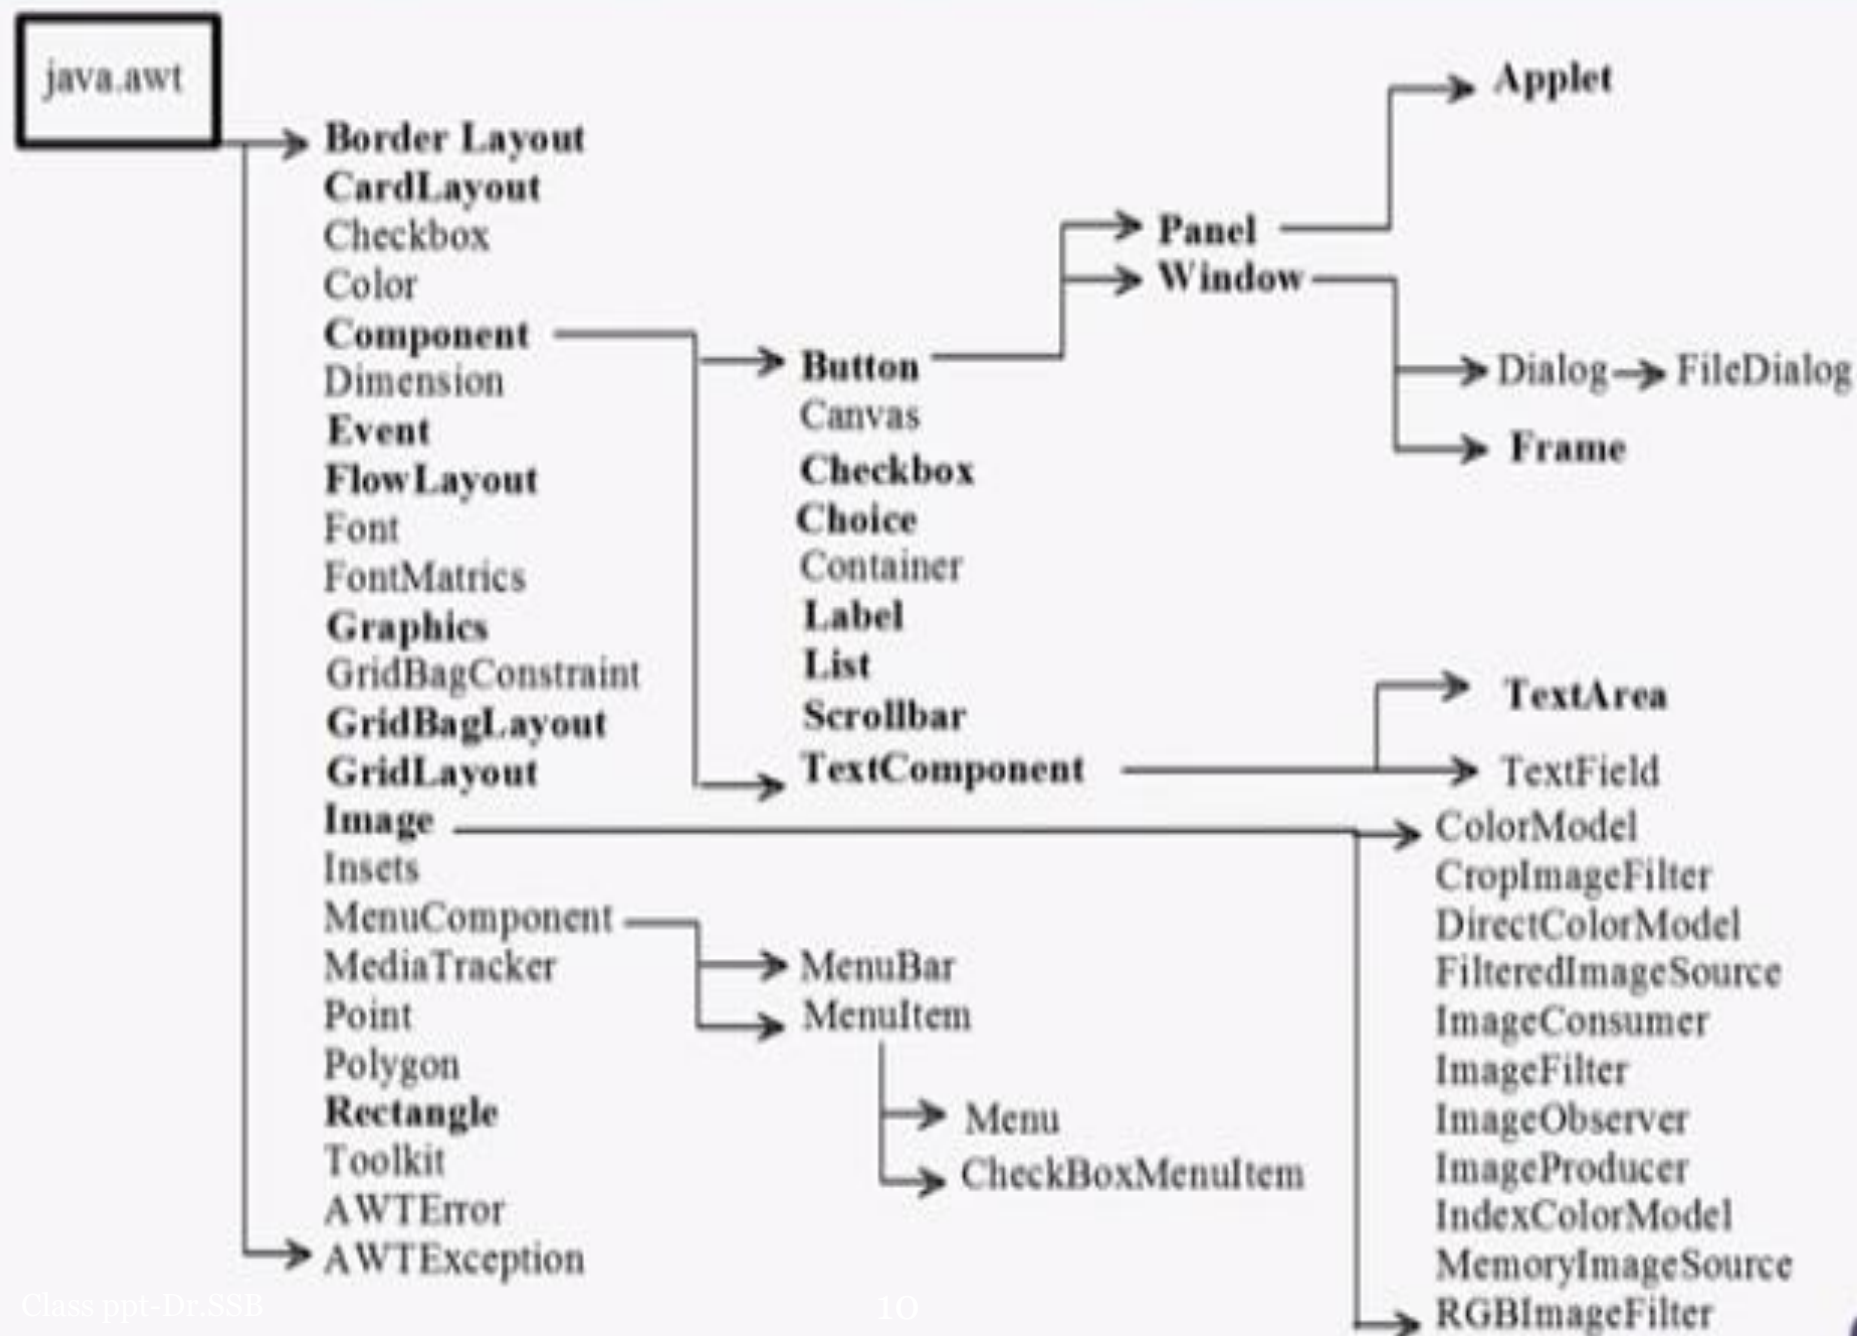 java.awt
Border Layout
CardLayout
Checkbox
Color
Component
Dimension
Event
FlowLayout
Font
FontMatrics
Graphics
GridBagConstraint
GridBagLayout
GridLayout
Image
Insets
MenuComponent
MediaTracker
Point
Polygon
Rectangle
Toolkit
AWTError
AWTException
Button
Canvas
Checkbox
Choice
Container
Label
List
Scrollbar
TextComponent
MenuBar
MenuItem
Menu
CheckBoxMenuItem
Panel
Window
Applet
Dialog
FileDialog
Frame
TextArea
TextField
ColorModel
CropImageFilter
DirectColorModel
FilteredImageSource
ImageConsumer
ImageFilter
ImageObserver
ImageProducer
IndexColorModel
MemoryImageSource
RGBImageFilter
Class ppt-Dr.SSB
10